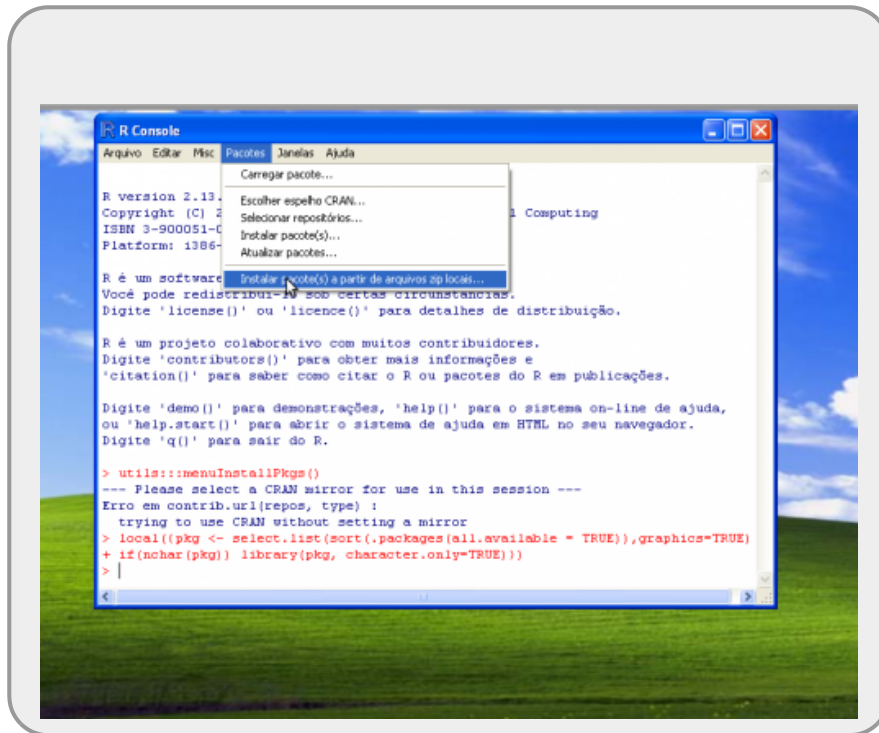 R Console
Arquivo Editar Misc Pacotes Janelas Ajuda
Carregar pacote...
Escolher espelho CRAN...
Selecionar repositórios...
Instalar pacote(s)...
Atualizar pacotes...
Instalar pacote(s) a partir de arquivos zip locais...
R version 2.13.
Copyright (C) 2 l Computing
ISBN 3-900051-0
Platform: i386-
R é um software
Você pode redistribuí-lo sob certas circunstâncias.
Digite 'license()' ou 'licence()' para detalhes de distribuição.
R é um projeto colaborativo com muitos contribuidores.
Digite 'contributors()' para obter mais informações e
'citation()' para saber como citar o R ou pacotes do R em publicações.
Digite 'demo()' para demonstrações, 'help()' para o sistema on-line de ajuda,
ou 'help.start()' para abrir o sistema de ajuda em HTML no seu navegador.
Digite 'q()' para sair do R.
> utils:::menuInstallPkgs()
--- Please select a CRAN mirror for use in this session ---
Erro em contrib.url(repos, type) :
trying to use CRAN without setting a mirror
> local((pkg <- select.list(sort(.packages(all.available = TRUE)),graphics=TRUE)
+ if(nchar(pkg)) library(pkg, character.only=TRUE)))
>